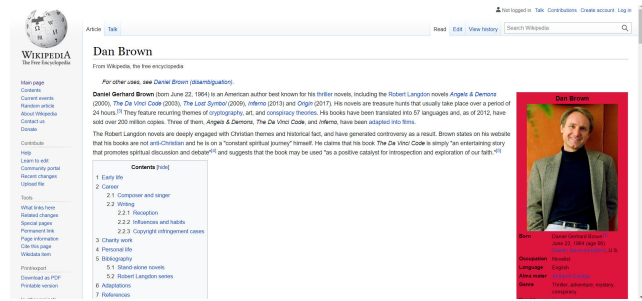 Not logged in Talk Contributions Create account Log in
Article Talk
Read Edit View history
Search Wikipedia
WIKIPEDIA
The Free Encyclopedia
Main page
Contents
Current events
Random article
About Wikipedia
Contact us
Donate
Contribute
Help
Learn to edit
Community portal
Recent changes
Upload file
Tools
What links here
Related changes
Special pages
Permanent link
Page information
Cite this page
Wikidata item
Print/export
Download as PDF
Printable version
Dan Brown
From Wikipedia, the free encyclopedia
For other uses, see Daniel Brown (disambiguation).
Daniel Gerhard Brown (born June 22, 1964) is an American author best known for his thriller novels, including the Robert Langdon novels Angels & Demons
(2000), The Da Vinci Code (2003), The Lost Symbol (2009), Inferno (2013) and Origin (2017). His novels are treasure hunts that usually take place over a period of
24 hours.[3] They feature recurring themes of cryptography, art, and conspiracy theories. His books have been translated into 57 languages and, as of 2012, have
sold over 200 million copies. Three of them, Angels & Demons, The Da Vinci Code, and Inferno, have been adapted into films.
The Robert Langdon novels are deeply engaged with Christian themes and historical fact, and have generated controversy as a result. Brown states on his website
that his books are not anti-Christian and he is on a "constant spiritual journey" himself. He claims that his book The Da Vinci Code is simply "an entertaining story
that promotes spiritual discussion and debate"[4] and suggests that the book may be used "as a positive catalyst for introspection and exploration of our faith."[5]
Contents [hide]
1 Early life
2 Career
2.1 Composer and singer
2.2 Writing
2.2.1 Reception
2.2.2 Influences and habits
2.2.3 Copyright infringement cases
3 Charity work
4 Personal life
5 Bibliography
5.1 Stand-alone novels
5.2 Robert Langdon series
6 Adaptations
7 References
Dan Brown
Born Daniel Gerhard Brown
June 22, 1964
U.S.
Occupation Novelist
Language English
Alma mater
Genre Thriller, adventure, mystery,
conspiracy